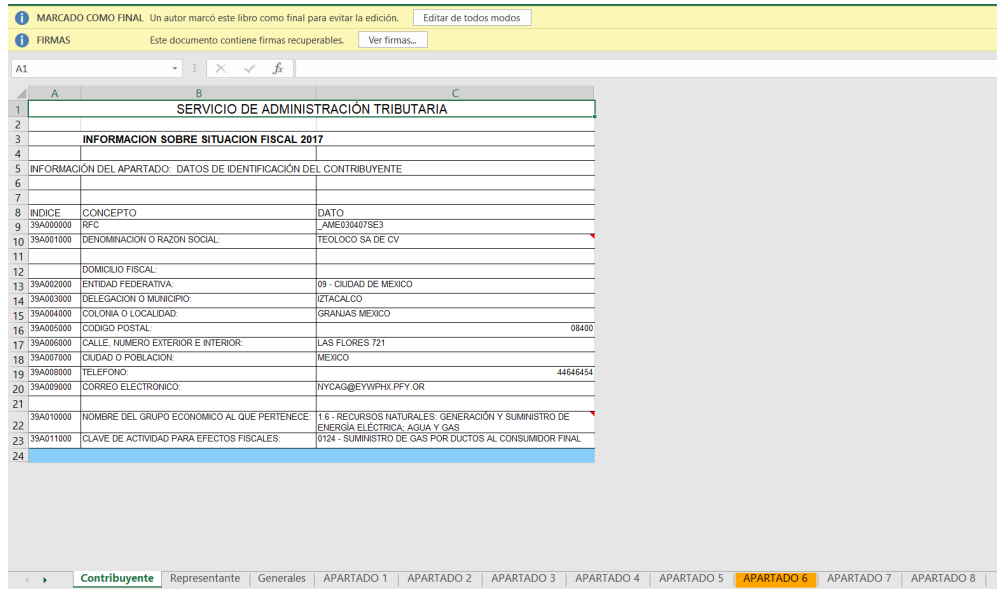 MARCADO COMO FINAL Un autor marcó este libro como final para evitar la edición. Editar de todos modos
FIRMAS Este documento contiene firmas recuperables. Ver firmas...
A1 fx
A B C
1 SERVICIO DE ADMINISTRACIÓN TRIBUTARIA
2
3 INFORMACION SOBRE SITUACION FISCAL 2017
4
5 INFORMACIÓN DEL APARTADO: DATOS DE IDENTIFICACIÓN DEL CONTRIBUYENTE
6
7
8 INDICE CONCEPTO DATO
9 39A000000 RFC _AME030407SE3
10 39A001000 DENOMINACION O RAZON SOCIAL: TEOLOCO SA DE CV
11
12 DOMICILIO FISCAL:
13 39A002000 ENTIDAD FEDERATIVA: 09 - CIUDAD DE MEXICO
14 39A003000 DELEGACION O MUNICIPIO: IZTACALCO
15 39A004000 COLONIA O LOCALIDAD: GRANJAS MEXICO
16 39A005000 CODIGO POSTAL: 08400
17 39A006000 CALLE, NUMERO EXTERIOR E INTERIOR: LAS FLORES 721
18 39A007000 CIUDAD O POBLACION: MEXICO
19 39A008000 TELEFONO: 44646454
20 39A009000 CORREO ELECTRONICO: NYCAG@EYWPHX.PFY.OR
21
22 39A010000 NOMBRE DEL GRUPO ECONOMICO AL QUE PERTENECE: 1.6 - RECURSOS NATURALES: GENERACIÓN Y SUMINISTRO DE
ENERGÍA ELÉCTRICA; AGUA Y GAS
23 39A011000 CLAVE DE ACTIVIDAD PARA EFECTOS FISCALES: 0124 - SUMINISTRO DE GAS POR DUCTOS AL CONSUMIDOR FINAL
24
Contribuyente Representante Generales APARTADO 1 APARTADO 2 APARTADO 3 APARTADO 4 APARTADO 5 APARTADO 6 APARTADO 7 APARTADO 8